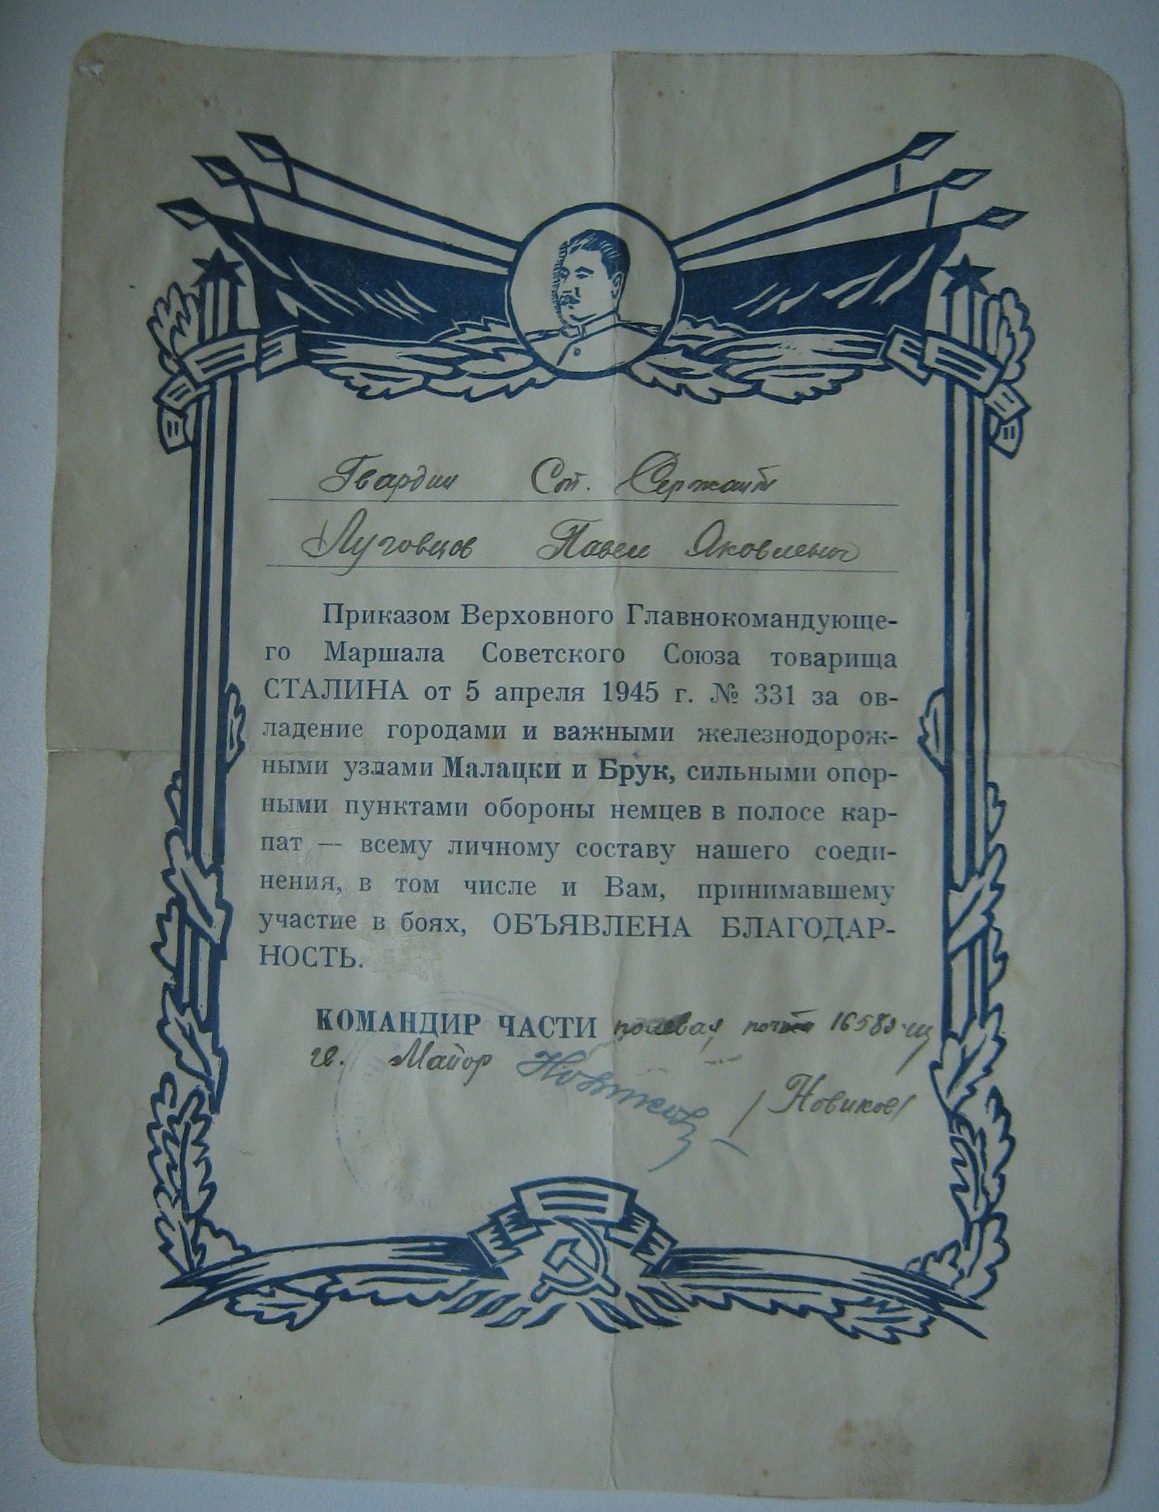 Гвардии Ст. Сержант
Луговцов Павел Яковлевич
Приказом Верховного Главнокомандующе-
го Маршала Советского Союза товарища
СТАЛИНА от 5 апреля 1945 г. № 331 за ов-
ладение городами и важными железнодорож-
ными узлами Малацки и Брук, сильными опор-
ными пунктами обороны немцев в полосе кар-
пат — всему личному составу нашего соеди-
нения, в том числе и Вам, принимавшему
участие в боях, ОБЪЯВЛЕНА БЛАГОДАР-
НОСТЬ.
КОМАНДИР ЧАСТИ полевая почта
гв. Майор Новиков /Новиков/